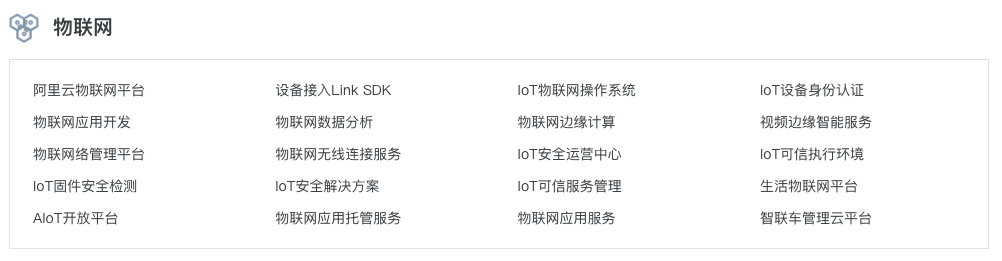 物联网
阿里云物联网平台 设备接入Link SDK IoT物联网操作系统 IoT设备身份认证
物联网应用开发 物联网数据分析 物联网边缘计算 视频边缘智能服务
物联网络管理平台 物联网无线连接服务 IoT安全运营中心 IoT可信执行环境
IoT固件安全检测 IoT安全解决方案 IoT可信服务管理 生活物联网平台
AIoT开放平台 物联网应用托管服务 物联网应用服务 智联车管理云平台